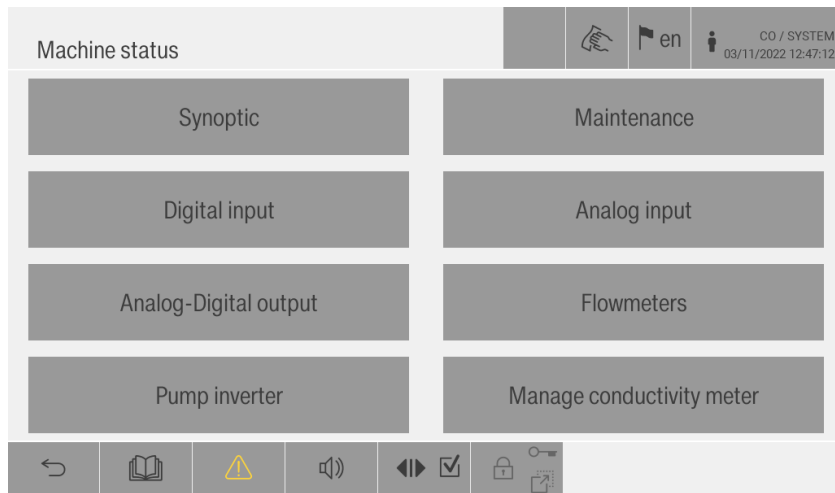 Machine status
en
CO / SYSTEM
03/11/2022 12:47:12
Synoptic
Maintenance
Digital input
Analog input
Analog-Digital output
Flowmeters
Pump inverter
Manage conductivity meter